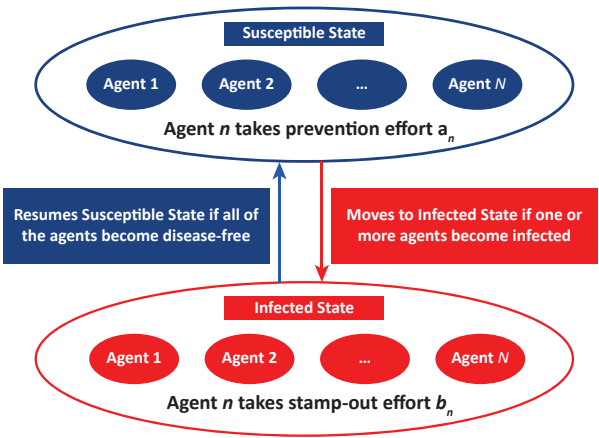 Susceptible State
Agent 1 Agent 2 ... Agent N
Agent n takes prevention effort aₙ
Resumes Susceptible State if all of
the agents become disease-free
Moves to Infected State if one or
more agents become infected
Infected State
Agent 1 Agent 2 ... Agent N
Agent n takes stamp-out effort bₙ